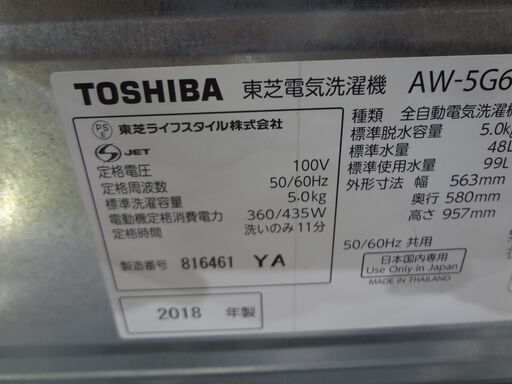 TOSHIBA 東芝電気洗濯機 AW-5G6
PSE 東芝ライフスタイル株式会社
S JET
定格電圧 100V
定格周波数 50/60Hz
標準洗濯容量 5.0kg
電動機定格消費電力 360/435W
定格時間 洗いのみ 11分
製造番号 816461 YA
2018 年製
種類 全自動電気洗濯機
標準脱水容量 5.0kg
標準水量 48L
標準使用水量 99L
外形寸法 幅 563mm
奥行 580mm
高さ 957mm
50/60Hz 共用
日本国内専用
Use Only in Japan
MADE IN THAILAND